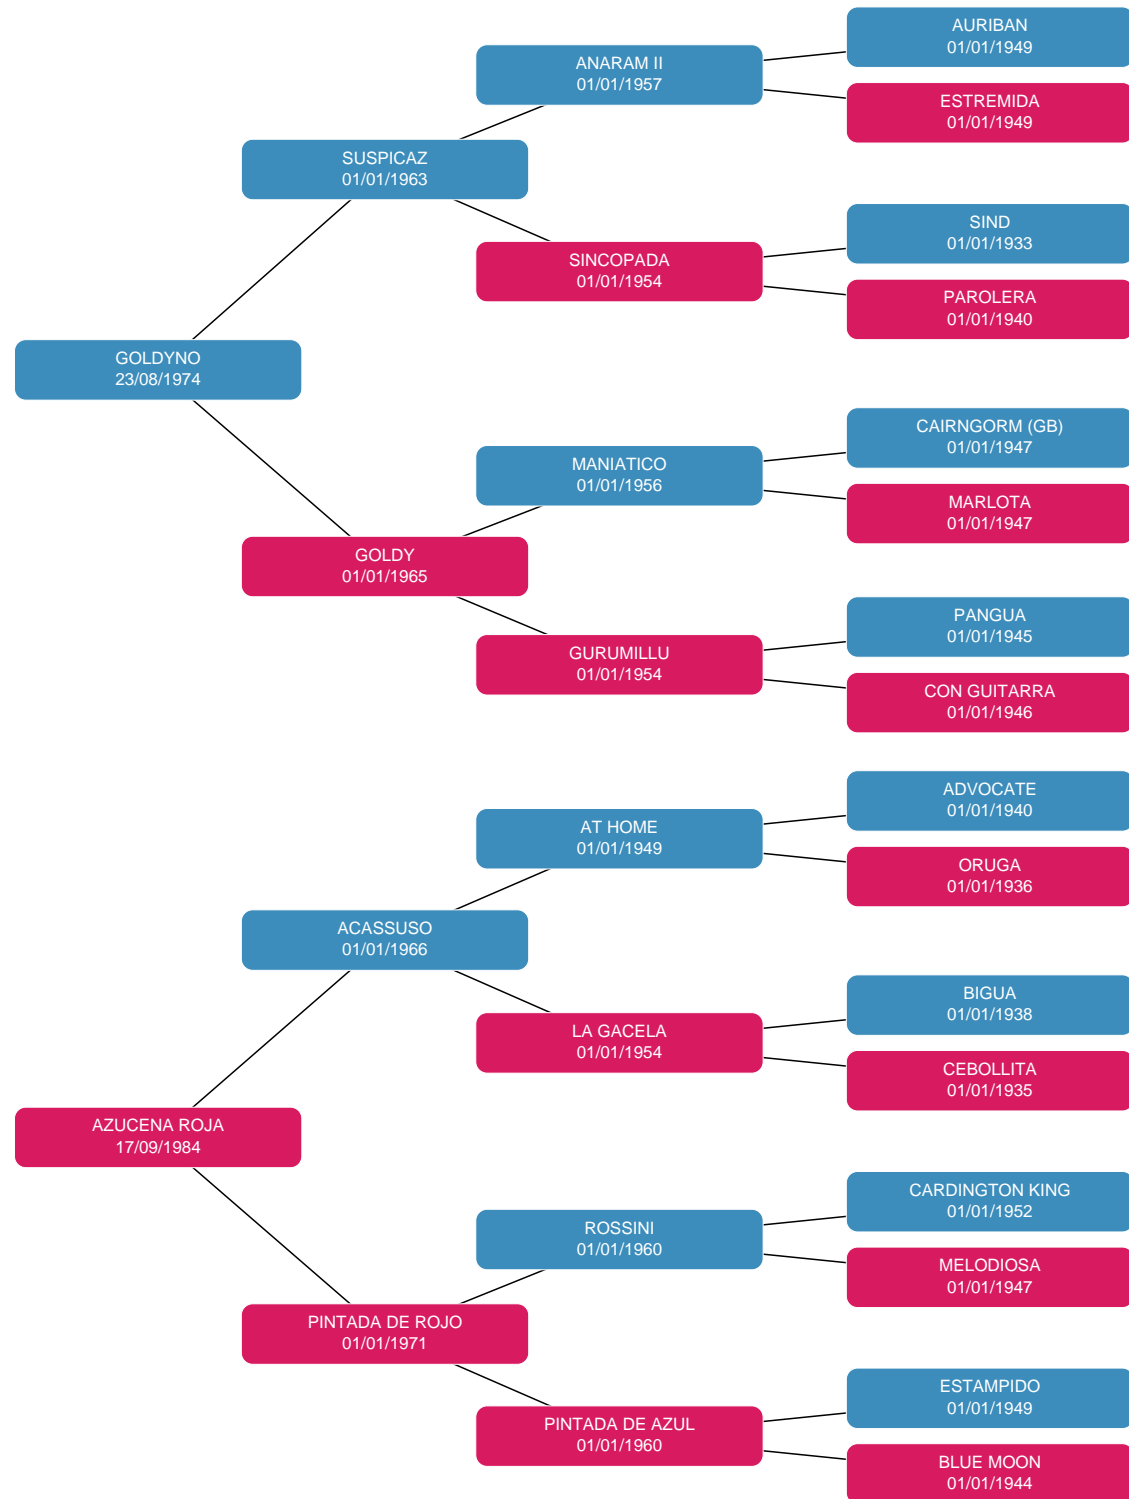 AURIBAN
01/01/1949
ANARAM II
01/01/1957
ESTREMIDA
01/01/1949
SUSPICAZ
01/01/1963
SIND
01/01/1933
SINCOPADA
01/01/1954
PAROLERA
01/01/1940
GOLDYNO
23/08/1974
CAIRNGORM (GB)
01/01/1947
MANIATICO
01/01/1956
MARLOTA
01/01/1947
GOLDY
01/01/1965
PANGUA
01/01/1945
GURUMILLU
01/01/1954
CON GUITARRA
01/01/1946
ADVOCATE
01/01/1940
AT HOME
01/01/1949
ORUGA
01/01/1936
ACASSUSO
01/01/1966
BIGUA
01/01/1938
LA GACELA
01/01/1954
CEBOLLITA
01/01/1935
AZUCENA ROJA
17/09/1984
CARDINGTON KING
01/01/1952
ROSSINI
01/01/1960
MELODIOSA
01/01/1947
PINTADA DE ROJO
01/01/1971
ESTAMPIDO
01/01/1949
PINTADA DE AZUL
01/01/1960
BLUE MOON
01/01/1944